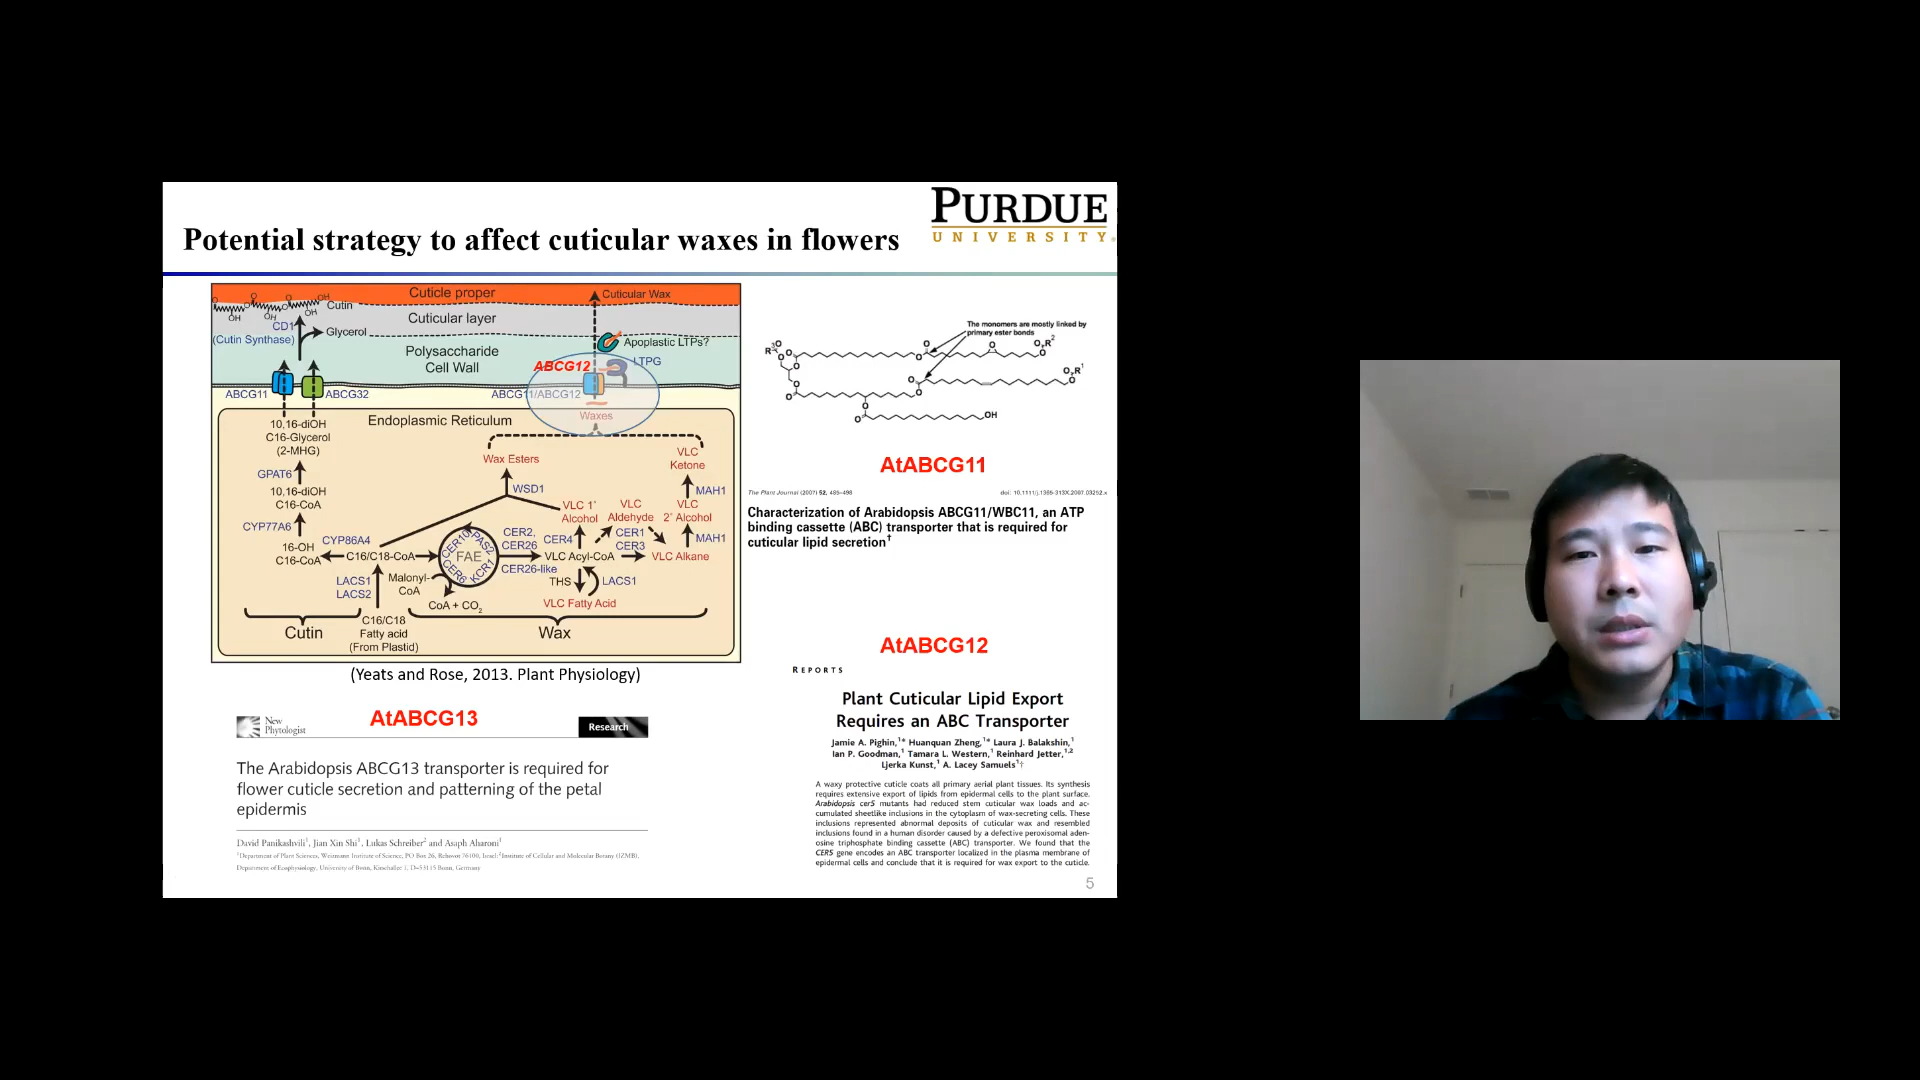 PURDUE
UNIVERSITY
Potential strategy to affect cuticular waxes in flowers
Cuticle proper
Cuticular Wax
Cutin
Cuticular layer
CD1
(Cutin Synthase)
Glycerol
Apoplastic LTPs?
Polysaccharide
Cell Wall
ABCG12
LTPG
ABCG11
ABCG32
ABCG11/ABCG12
Waxes
Endoplasmic Reticulum
10,16-diOH
C16-Glycerol
(2-MHG)
GPAT6
10,16-diOH
C16-CoA
CYP77A6
16-OH
C16-CoA
CYP86A4
C16/C18-CoA
LACS1
LACS2
C16/C18
Fatty acid
(From Plastid)
Malonyl-
CoA
CoA + CO2
FAE
CER10
PAS2
KCR1
CER6
CER2,
CER26
CER26-like
Wax Esters
WSD1
VLC 1˚
Alcohol
CER4
VLC Acyl-CoA
THS
LACS1
VLC Fatty Acid
VLC
Aldehyde
CER1
CER3
VLC Alkane
MAH1
VLC
2˚ Alcohol
MAH1
VLC
Ketone
Cutin
Wax
(Yeats and Rose, 2013. Plant Physiology)
The monomers are mostly linked by
primary ester bonds
AtABCG11
The Plant Journal (2007) 52, 485–498
doi: 10.1111/j.1365-313X.2007.03252.x
Characterization of Arabidopsis ABCG11/WBC11, an ATP
binding cassette (ABC) transporter that is required for
cuticular lipid secretion†
AtABCG12
REPORTS
Plant Cuticular Lipid Export
Requires an ABC Transporter
Jamie A. Pighin,1* Huanquan Zheng,1* Laura J. Balakshin,1
Ian P. Goodman,1 Tamara L. Western,1 Reinhard Jetter,1,2
Ljerka Kunst,1 A. Lacey Samuels1†
A waxy protective cuticle coats all primary aerial plant tissues. Its synthesis
requires extensive export of lipids from epidermal cells to the plant surface.
Arabidopsis cer5 mutants had reduced stem cuticular wax loads and ac-
cumulated sheetlike inclusions in the cytoplasm of wax-secreting cells. These
inclusions represented abnormal deposits of cuticular wax and resembled
inclusions found in a human disorder caused by a defective peroxisomal aden-
osine triphosphate binding cassette (ABC) transporter. We found that the
CER5 gene encodes an ABC transporter localized in the plasma membrane of
epidermal cells and conclude that it is required for wax export to the cuticle.
AtABCG13
New
Phytologist
Research
The Arabidopsis ABCG13 transporter is required for
flower cuticle secretion and patterning of the petal
epidermis
David Panikashvili1, Jian Xin Shi1, Lukas Schreiber2 and Asaph Aharoni1
1Department of Plant Sciences, Weizmann Institute of Science, PO Box 26, Rehovot 76100, Israel; 2Institute of Cellular and Molecular Botany (IZMB),
Department of Ecophysiology, University of Bonn, Kirschallee 1, D–53115 Bonn, Germany
5